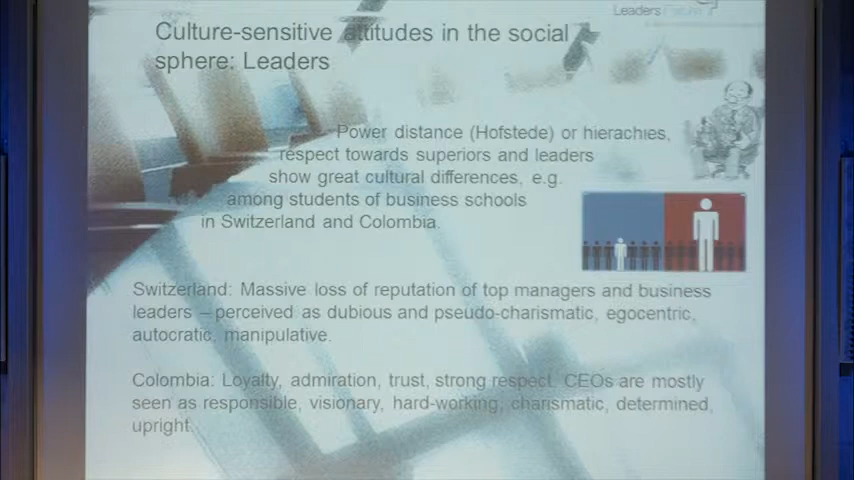 Leaders
Culture-sensitive attitudes in the social
sphere: Leaders
Power distance (Hofstede) or hierachies,
respect towards superiors and leaders
show great cultural differences, e.g.
among students of business schools
in Switzerland and Colombia.
Switzerland: Massive loss of reputation of top managers and business
leaders – perceived as dubious and pseudo-charismatic, egocentric,
autocratic, manipulative.
Colombia: Loyalty, admiration, trust, strong respect. CEOs are mostly
seen as responsible, visionary, hard-working, charismatic, determined,
upright.